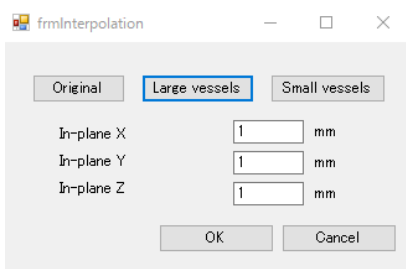 frmInterpolation
Original Large vessels Small vessels
In-plane X 1 mm
In-plane Y 1 mm
In-plane Z 1 mm
OK Cancel